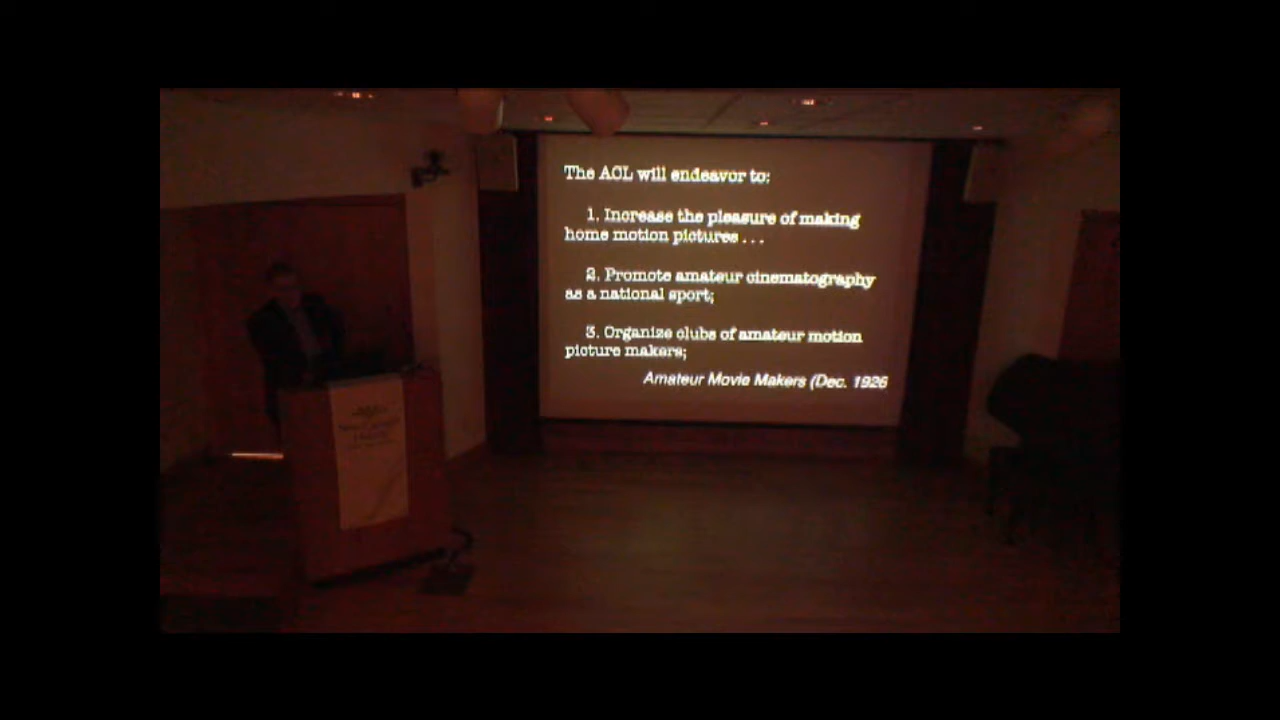 The ACL will endeavor to:
1. Increase the pleasure of making
home motion pictures . . .
2. Promote amateur cinematography
as a national sport;
3. Organize clubs of amateur motion
picture makers;
Amateur Movie Makers (Dec. 1926